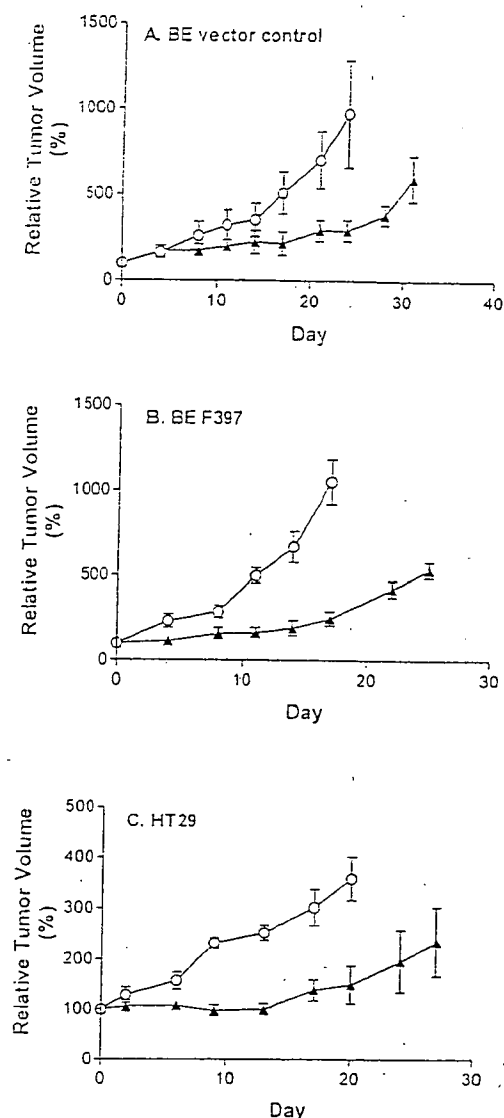 A. BE vector control
Relative Tumor Volume
(%)
1500
1000
500
0
0 10 20 30 40
Day
B. BE F397
Relative Tumor Volume
(%)
1500
1000
500
0
0 10 20 30
Day
C. HT29
Relative Tumor Volume
(%)
500
400
300
200
100
0
0 10 20 30
Day